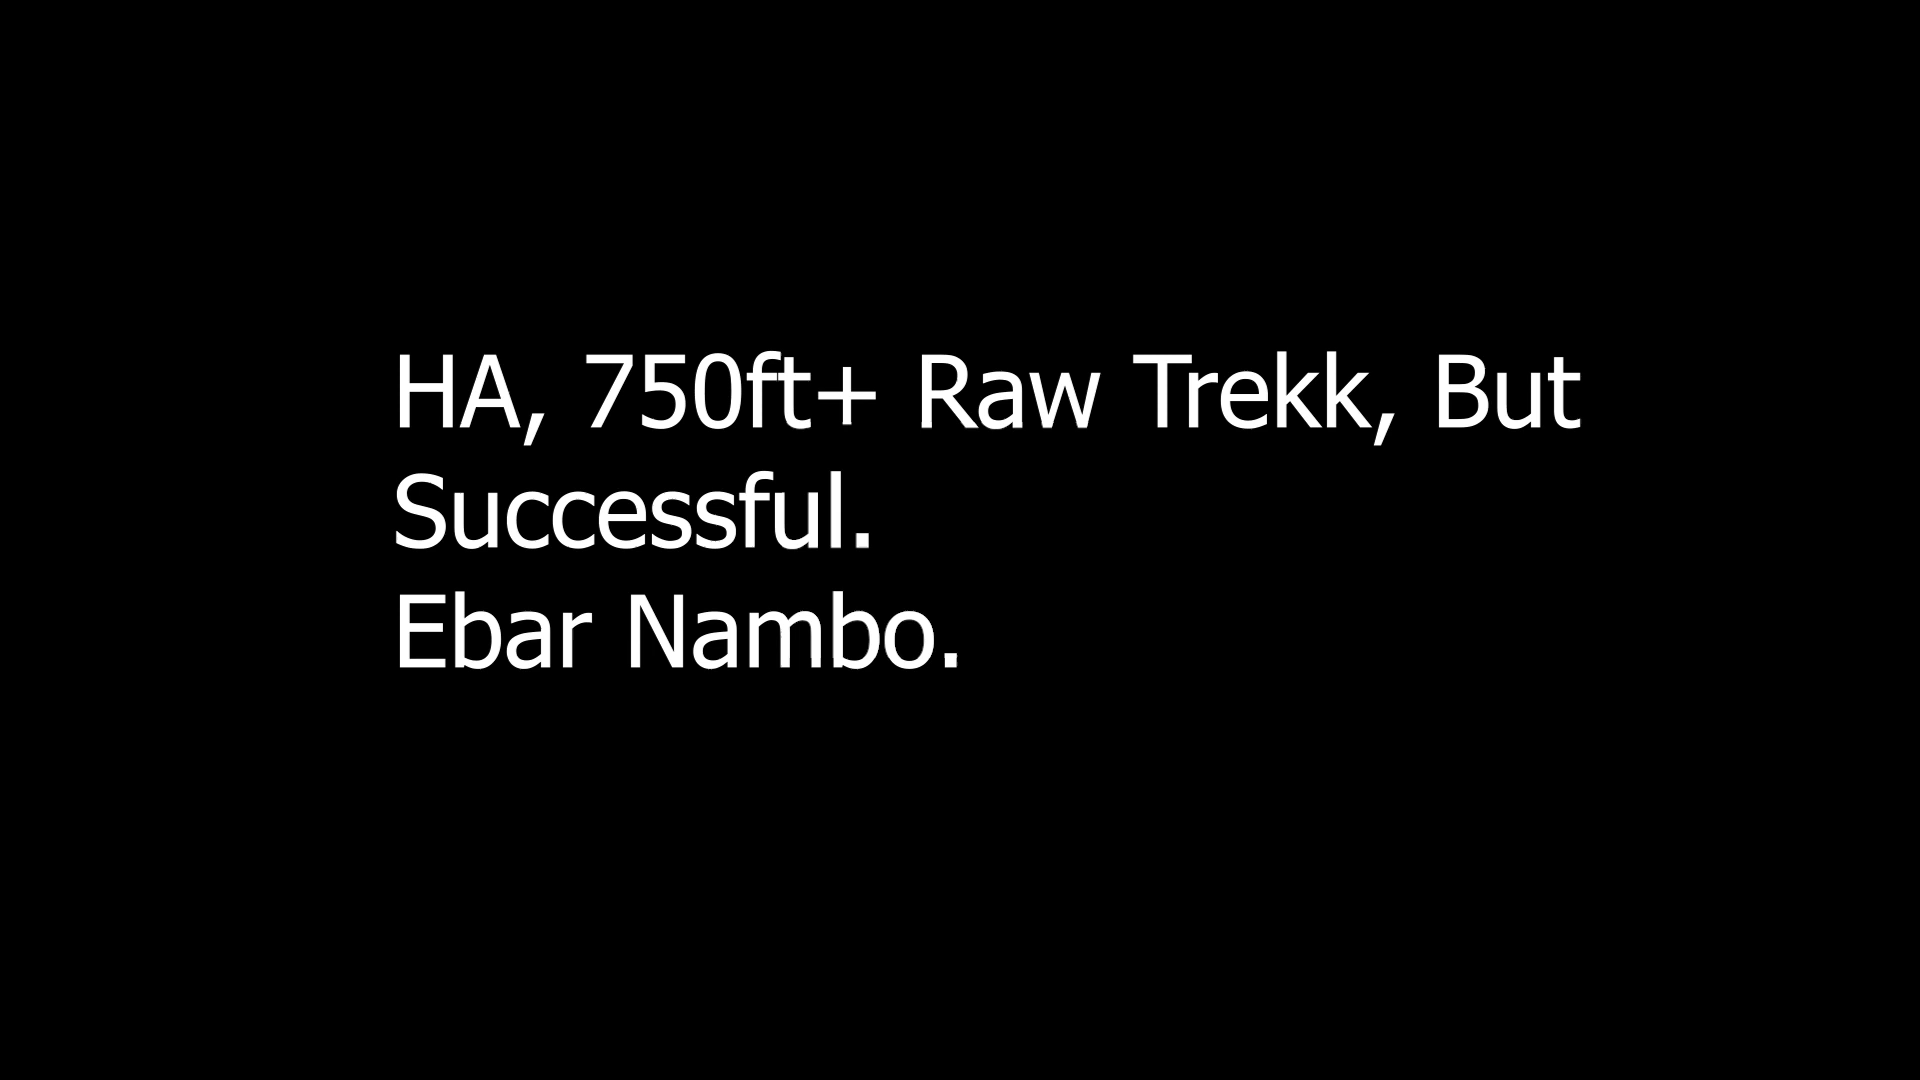 HA, 750ft+ Raw Trekk, But
Successful.
Ebar Nambo.